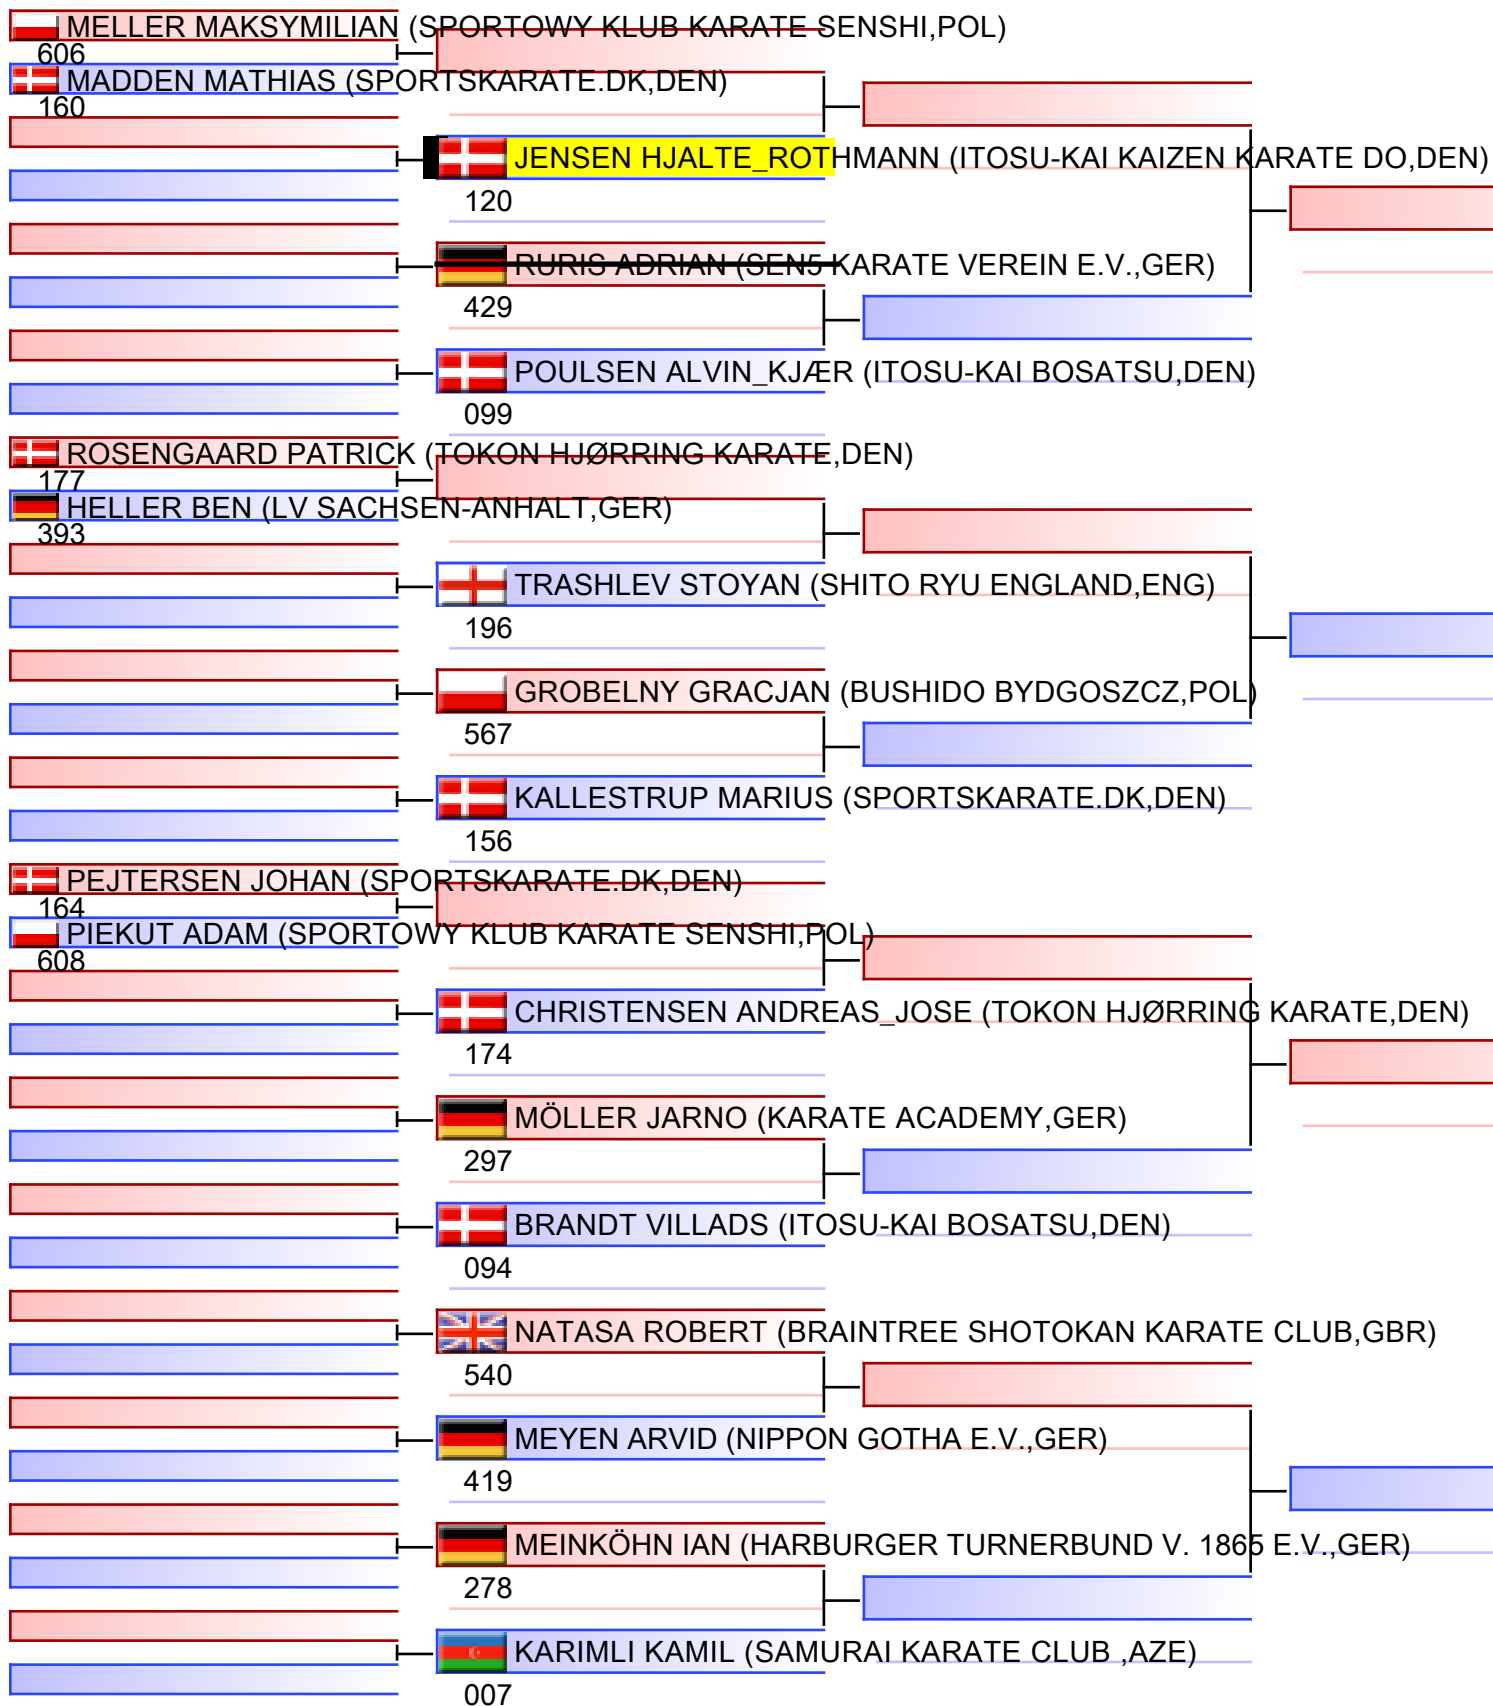 MELLER MAKSYMILIAN (SPORTOWY KLUB KARATE SENSHI,POL)
606
MADDEN MATHIAS (SPORTSKARATE.DK,DEN)
160
JENSEN HJALTE_ROTHMANN (ITOSU-KAI KAIZEN KARATE DO,DEN)
120
RURIS ADRIAN (SEN5 KARATE VEREIN E.V.,GER)
429
POULSEN ALVIN_KJÆR (ITOSU-KAI BOSATSU,DEN)
099
ROSENGAARD PATRICK (TOKON HJØRRING KARATE,DEN)
177
HELLER BEN (LV SACHSEN-ANHALT,GER)
393
TRASHLEV STOYAN (SHITO RYU ENGLAND,ENG)
196
GROBELNY GRACJAN (BUSHIDO BYDGOSZCZ,POL)
567
KALLESTRUP MARIUS (SPORTSKARATE.DK,DEN)
156
PEJTERSEN JOHAN (SPORTSKARATE.DK,DEN)
164
PIEKUT ADAM (SPORTOWY KLUB KARATE SENSHI,POL)
608
CHRISTENSEN ANDREAS_JOSE (TOKON HJØRRING KARATE,DEN)
174
MÖLLER JARNO (KARATE ACADEMY,GER)
297
BRANDT VILLADS (ITOSU-KAI BOSATSU,DEN)
094
NATASA ROBERT (BRAINTREE SHOTOKAN KARATE CLUB,GBR)
540
MEYEN ARVID (NIPPON GOTHA E.V.,GER)
419
MEINKÖHN IAN (HARBURGER TURNERBUND V. 1865 E.V.,GER)
278
KARIMLI KAMIL (SAMURAI KARATE CLUB ,AZE)
007